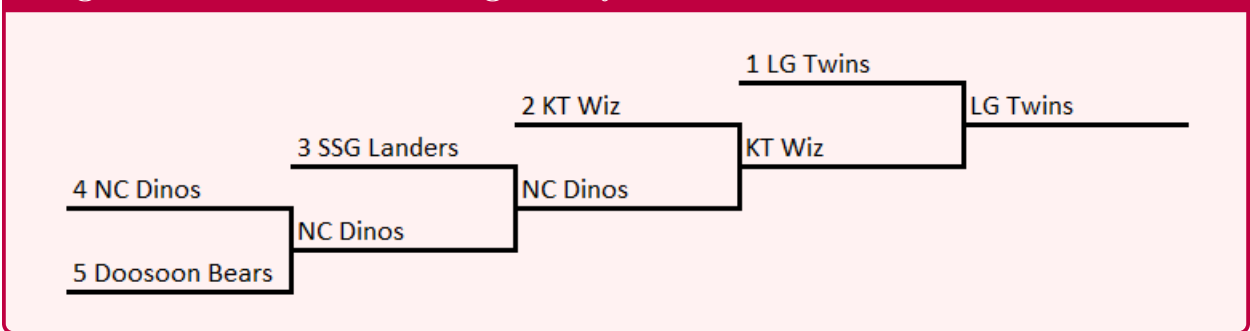 1 LG Twins
2 KT Wiz
LG Twins
3 SSG Landers
KT Wiz
4 NC Dinos
NC Dinos
NC Dinos
5 Doosoon Bears